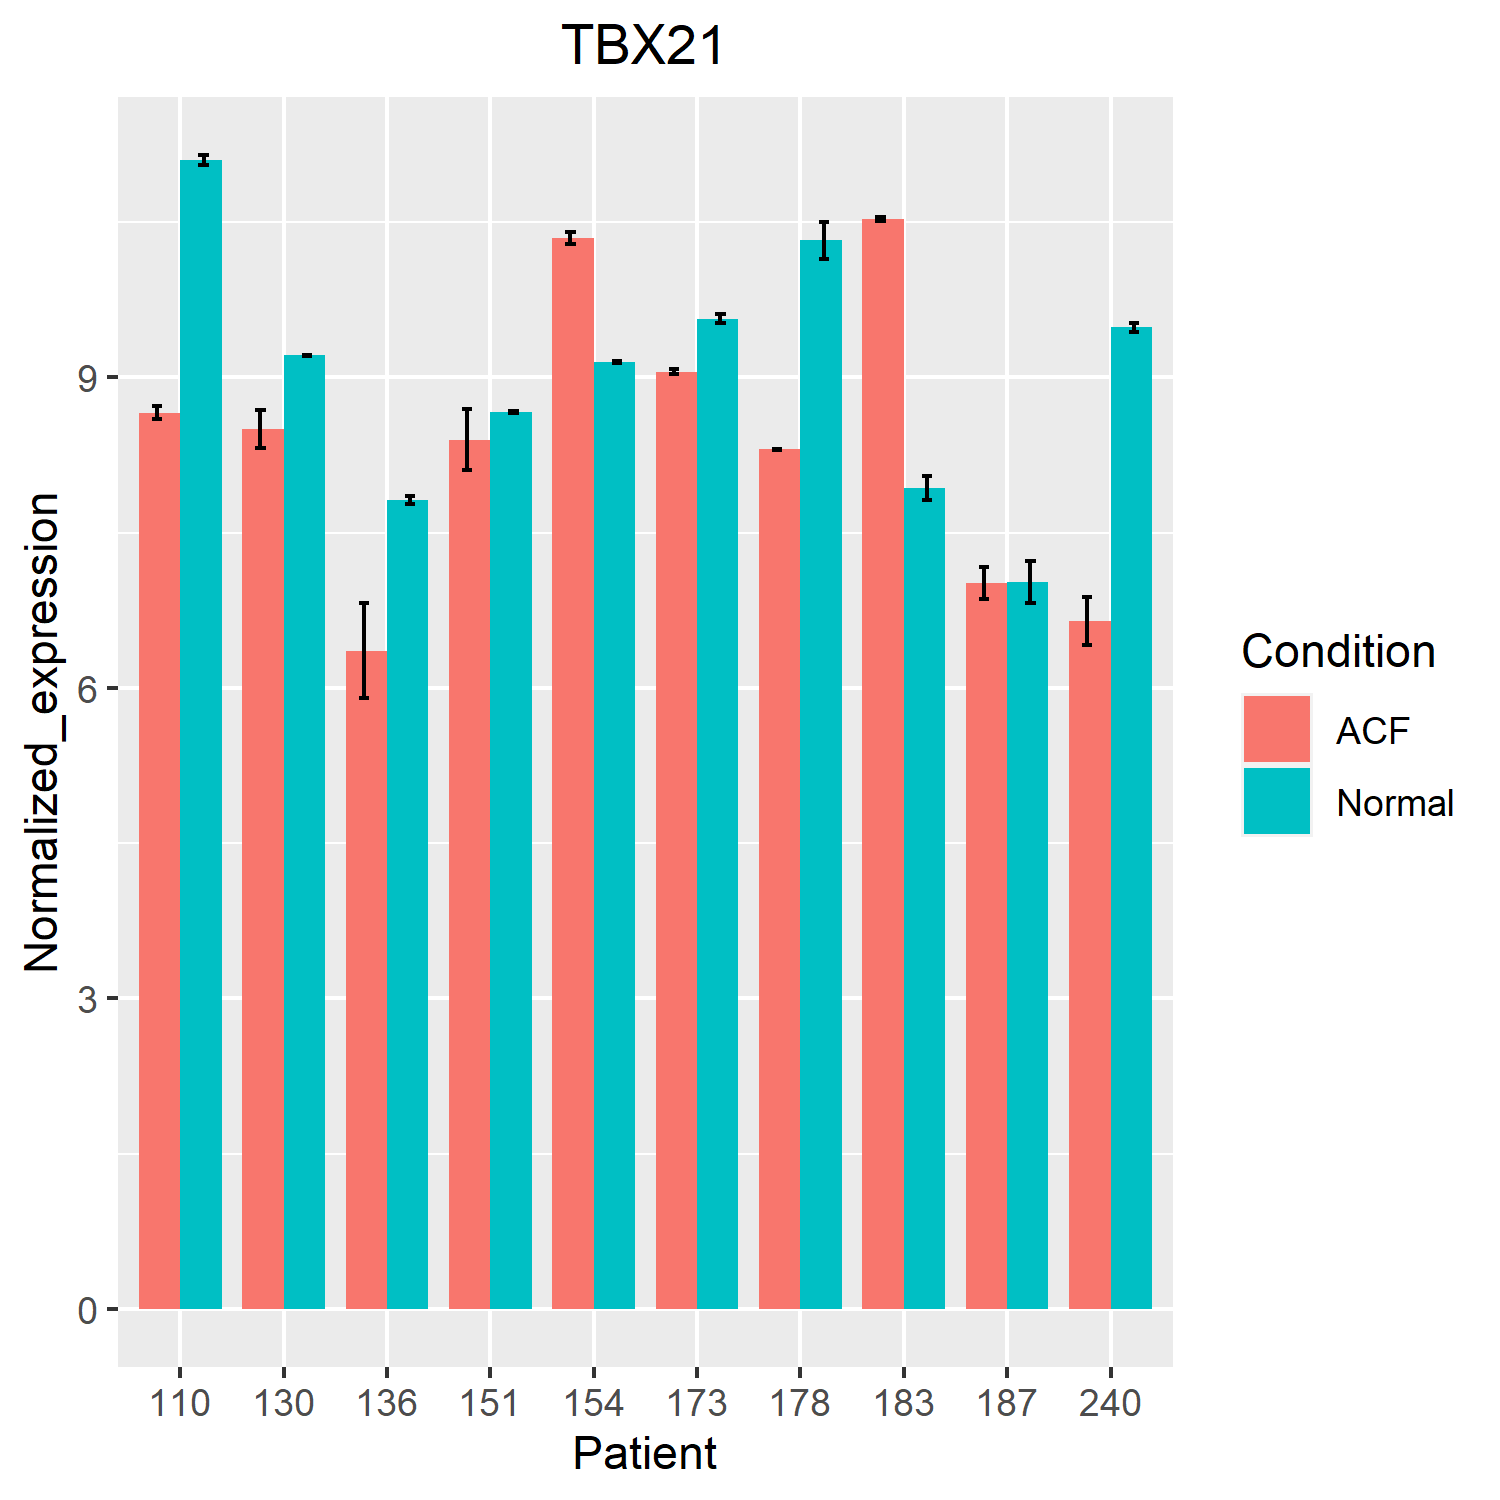 TBX21
Normalized_expression
9
6
3
0
110 130 136 151 154 173 178 183 187 240
Patient
Condition
ACF
Normal